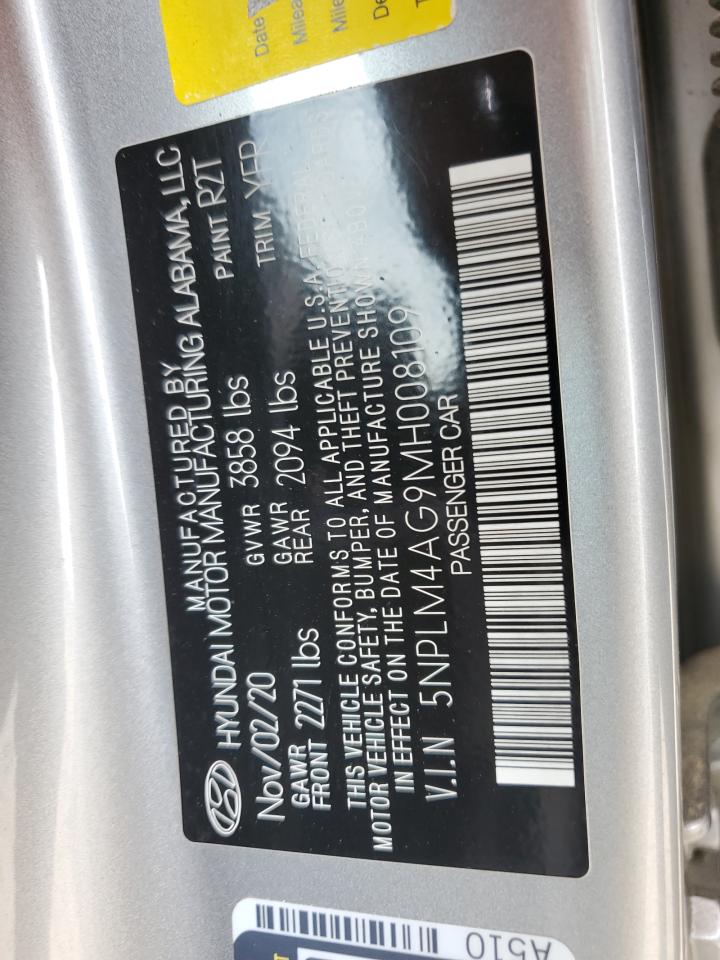 MANUFACTURED BY
HYUNDAI MOTOR MANUFACTURING ALABAMA, LLC
Nov/02/20 GVWR 3858 lbs PAINT R2T
GAWR FRONT 2271 lbs GAWR REAR 2094 lbs TRIM YFR
THIS VEHICLE CONFORMS TO ALL APPLICABLE U.S.A. FEDERAL
MOTOR VEHICLE SAFETY, BUMPER, AND THEFT PREVENTION
IN EFFECT ON THE DATE OF MANUFACTURE SHOWN
V.I.N 5NPLM4AG9MH008109
PASSENGER CAR
Date
A510